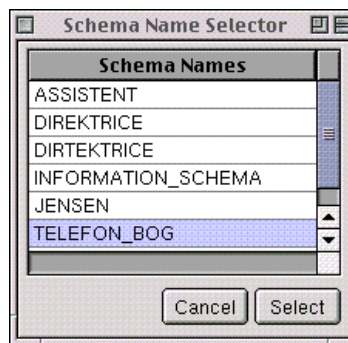 Schema Name Selector
Schema Names
ASSISTENT
DIREKTRICE
DIRTEKTRICE
INFORMATION_SCHEMA
JENSEN
TELEFON_BOG
Cancel Select